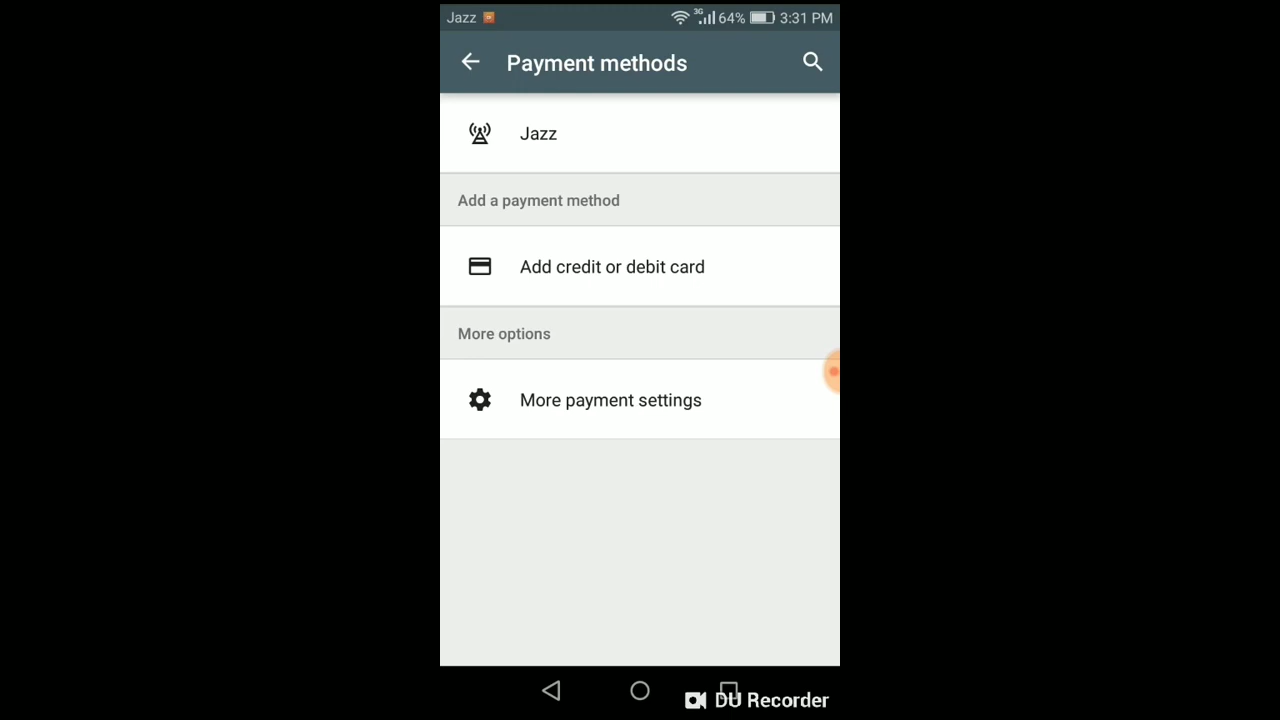 Jazz 3G 64% 3:31 PM
Payment methods
Jazz
Add a payment method
Add credit or debit card
More options
More payment settings
DU Recorder